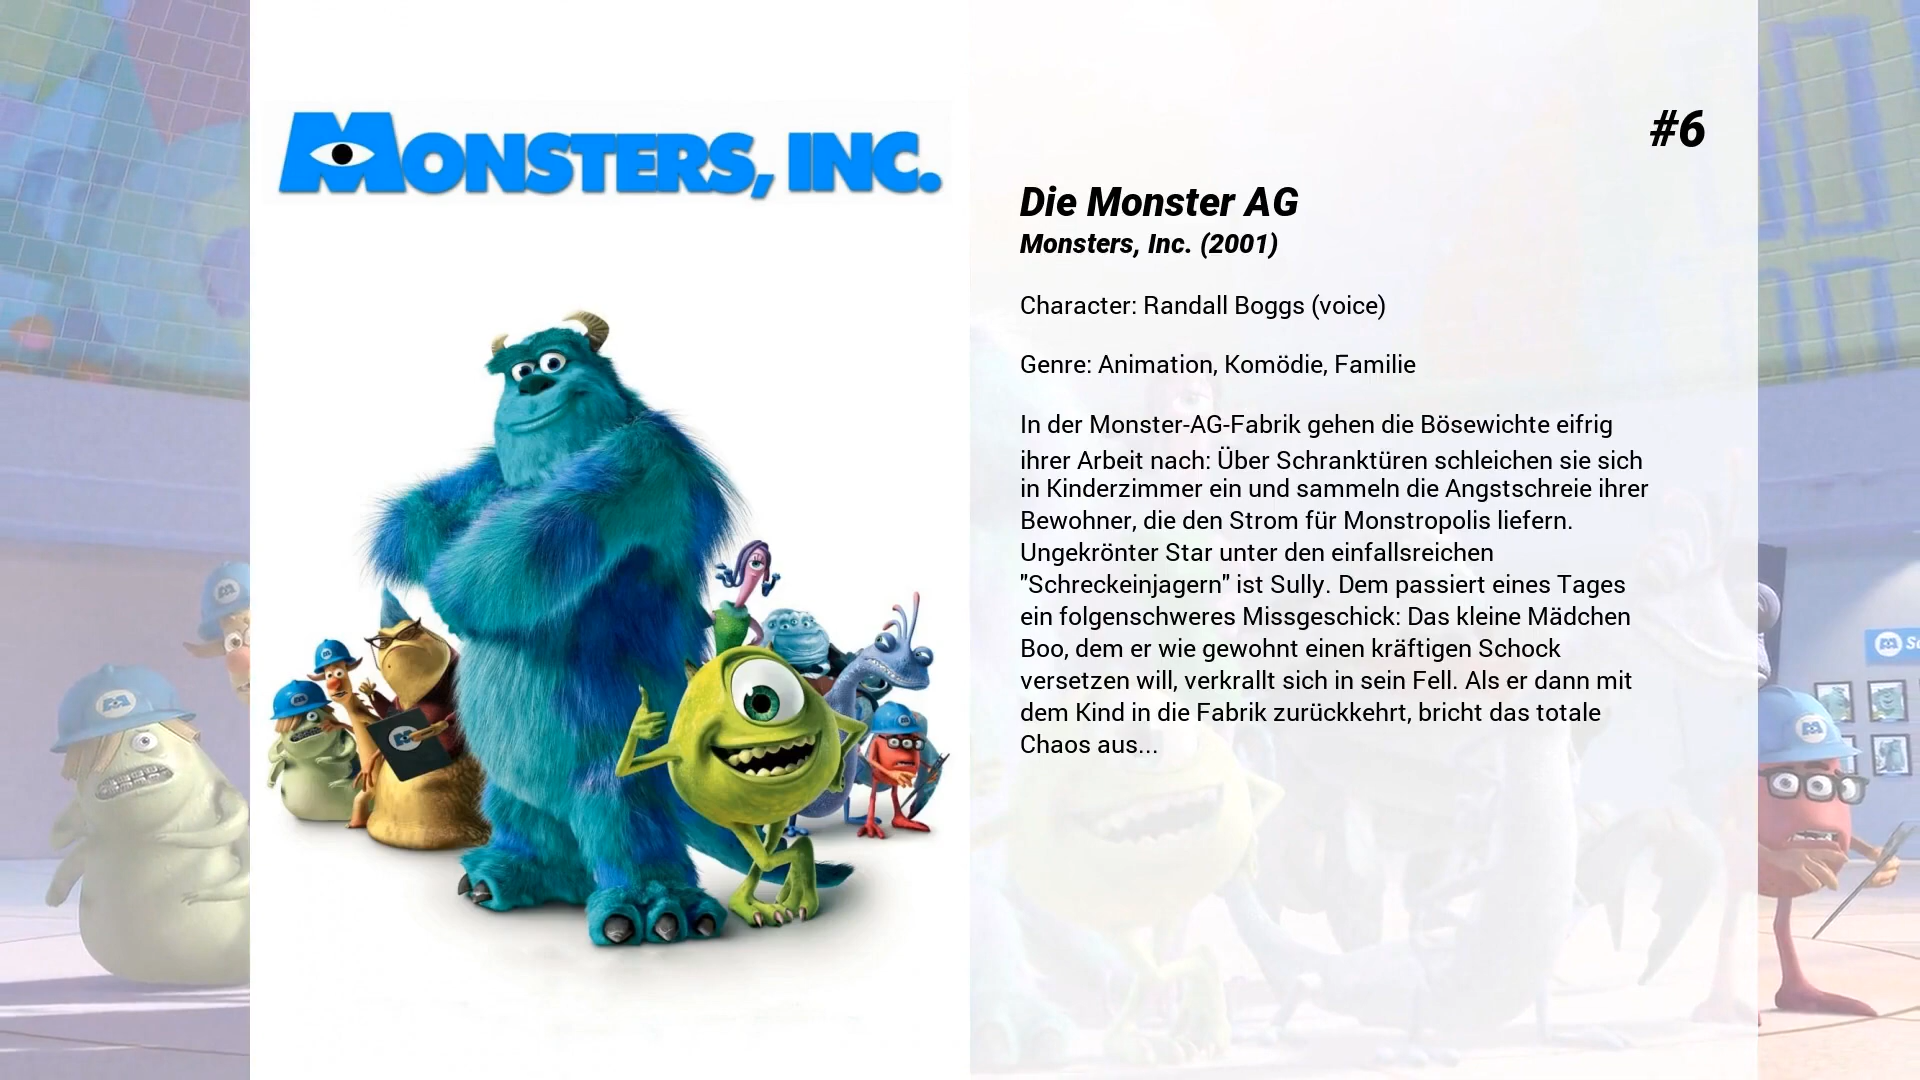 MONSTERS, INC.
#6
Die Monster AG
Monsters, Inc. (2001)
Character: Randall Boggs (voice)
Genre: Animation, Komödie, Familie
In der Monster-AG-Fabrik gehen die Bösewichte eifrig
ihrer Arbeit nach: Über Schranktüren schleichen sie sich
in Kinderzimmer ein und sammeln die Angstschreie ihrer
Bewohner, die den Strom für Monstropolis liefern.
Ungekrönter Star unter den einfallsreichen
"Schreckeinjagern" ist Sully. Dem passiert eines Tages
ein folgenschweres Missgeschick: Das kleine Mädchen
Boo, dem er wie gewohnt einen kräftigen Schock
versetzen will, verkrallt sich in sein Fell. Als er dann mit
dem Kind in die Fabrik zurückkehrt, bricht das totale
Chaos aus...